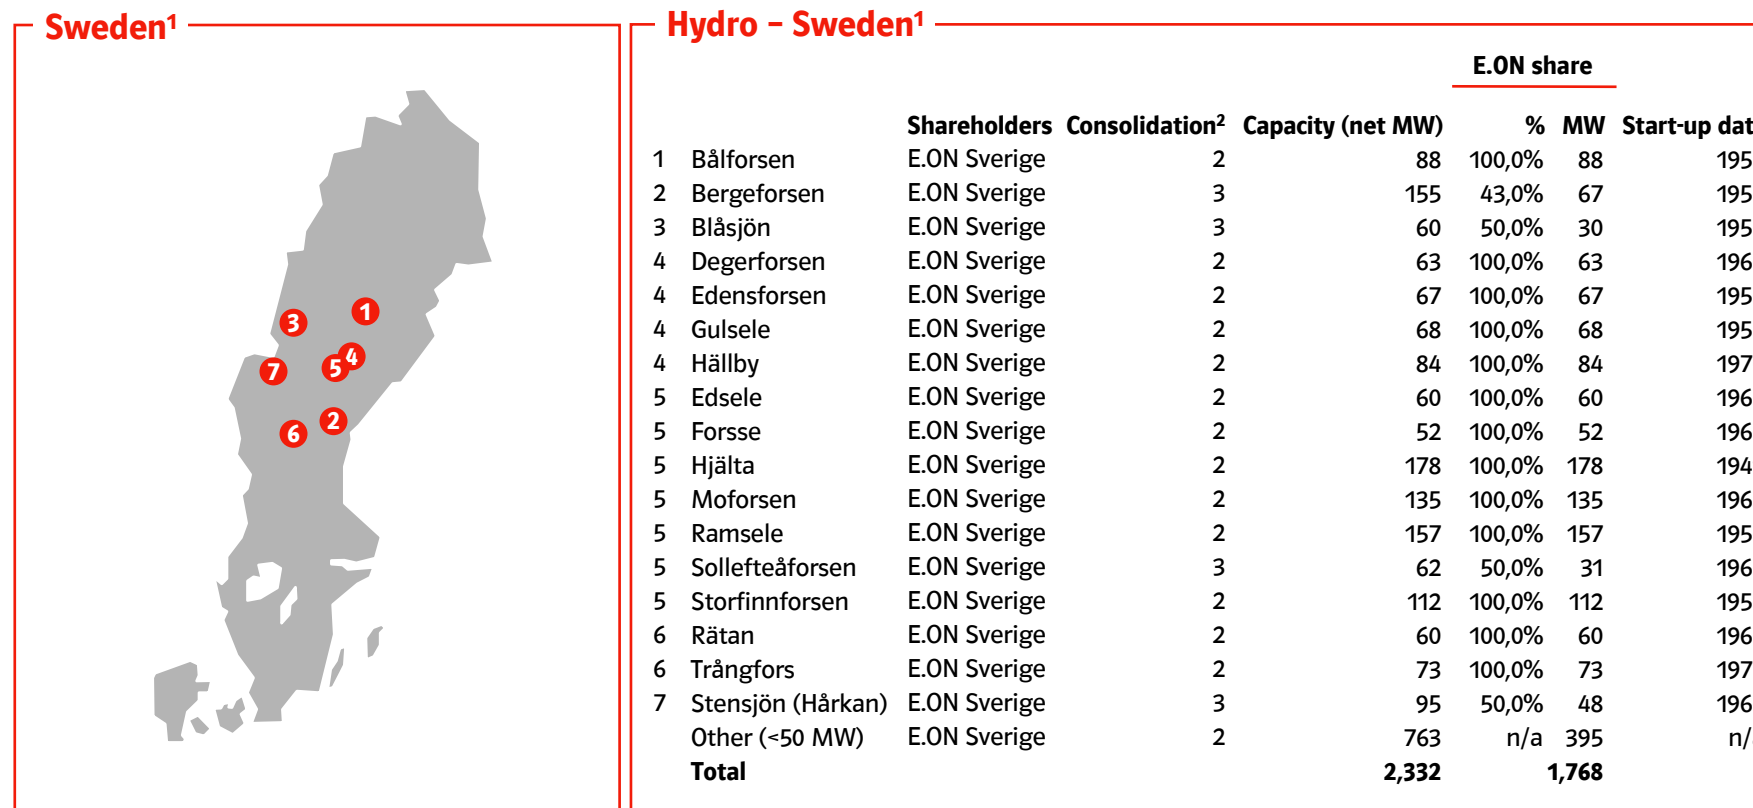 Sweden¹
3
1
7
5
4
2
6
Hydro – Sweden¹
E.ON share
Shareholders Consolidation² Capacity (net MW) % MW Start-up dat
1 Bålforsen E.ON Sverige 2 88 100,0% 88 195
2 Bergeforsen E.ON Sverige 3 155 43,0% 67 195
3 Blåsjön E.ON Sverige 3 60 50,0% 30 195
4 Degerforsen E.ON Sverige 2 63 100,0% 63 196
4 Edensforsen E.ON Sverige 2 67 100,0% 67 195
4 Gulsele E.ON Sverige 2 68 100,0% 68 195
4 Hällby E.ON Sverige 2 84 100,0% 84 197
5 Edsele E.ON Sverige 2 60 100,0% 60 196
5 Forsse E.ON Sverige 2 52 100,0% 52 196
5 Hjälta E.ON Sverige 2 178 100,0% 178 194
5 Moforsen E.ON Sverige 2 135 100,0% 135 196
5 Ramsele E.ON Sverige 2 157 100,0% 157 195
5 Sollefteåforsen E.ON Sverige 3 62 50,0% 31 196
5 Storfinnforsen E.ON Sverige 2 112 100,0% 112 195
6 Rätan E.ON Sverige 2 60 100,0% 60 196
6 Trångfors E.ON Sverige 2 73 100,0% 73 197
7 Stensjön (Hårkan) E.ON Sverige 3 95 50,0% 48 196
Other (<50 MW) E.ON Sverige 2 763 n/a 395 n/
Total 2,332 1,768